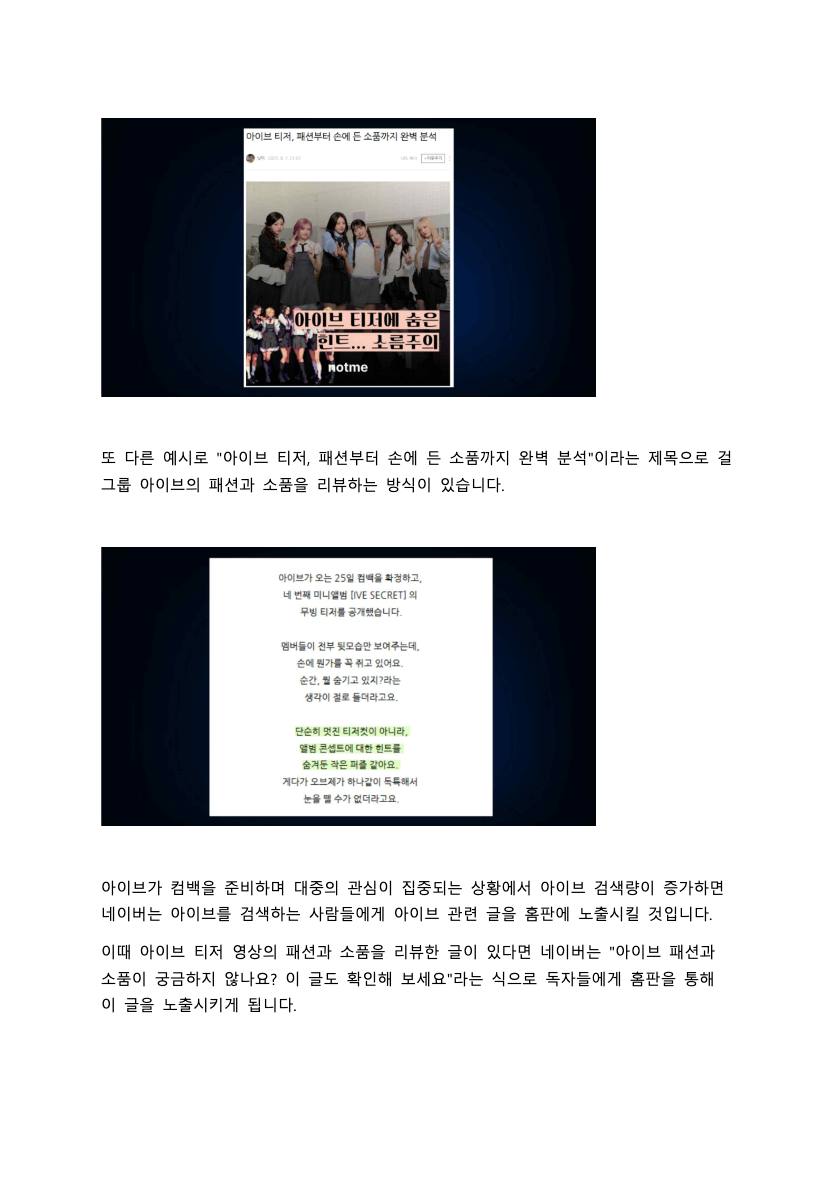 아이브 티저, 패션부터 손에 든 소품까지 완벽 분석
아이브 티저에 숨은
힌트... 소름주의
notme
또 다른 예시로 "아이브 티저, 패션부터 손에 든 소품까지 완벽 분석"이라는 제목으로 걸
그룹 아이브의 패션과 소품을 리뷰하는 방식이 있습니다.
아이브가 오는 25일 컴백을 확정하고,
네 번째 미니앨범 [IVE SECRET] 의
무빙 티저를 공개했습니다.
멤버들이 전부 뒷모습만 보여주는데,
손에 뭔가를 꼭 쥐고 있어요.
순간, 뭘 숨기고 있지?라는
생각이 절로 들더라고요.
단순히 멋진 티저컷이 아니라,
앨범 콘셉트에 대한 힌트를
숨겨둔 작은 퍼즐 같아요.
게다가 오브제가 하나같이 독특해서
눈을 뗄 수가 없더라고요.
아이브가 컴백을 준비하며 대중의 관심이 집중되는 상황에서 아이브 검색량이 증가하면
네이버는 아이브를 검색하는 사람들에게 아이브 관련 글을 홈판에 노출시킬 것입니다.
이때 아이브 티저 영상의 패션과 소품을 리뷰한 글이 있다면 네이버는 "아이브 패션과
소품이 궁금하지 않나요? 이 글도 확인해 보세요"라는 식으로 독자들에게 홈판을 통해
이 글을 노출시키게 됩니다.